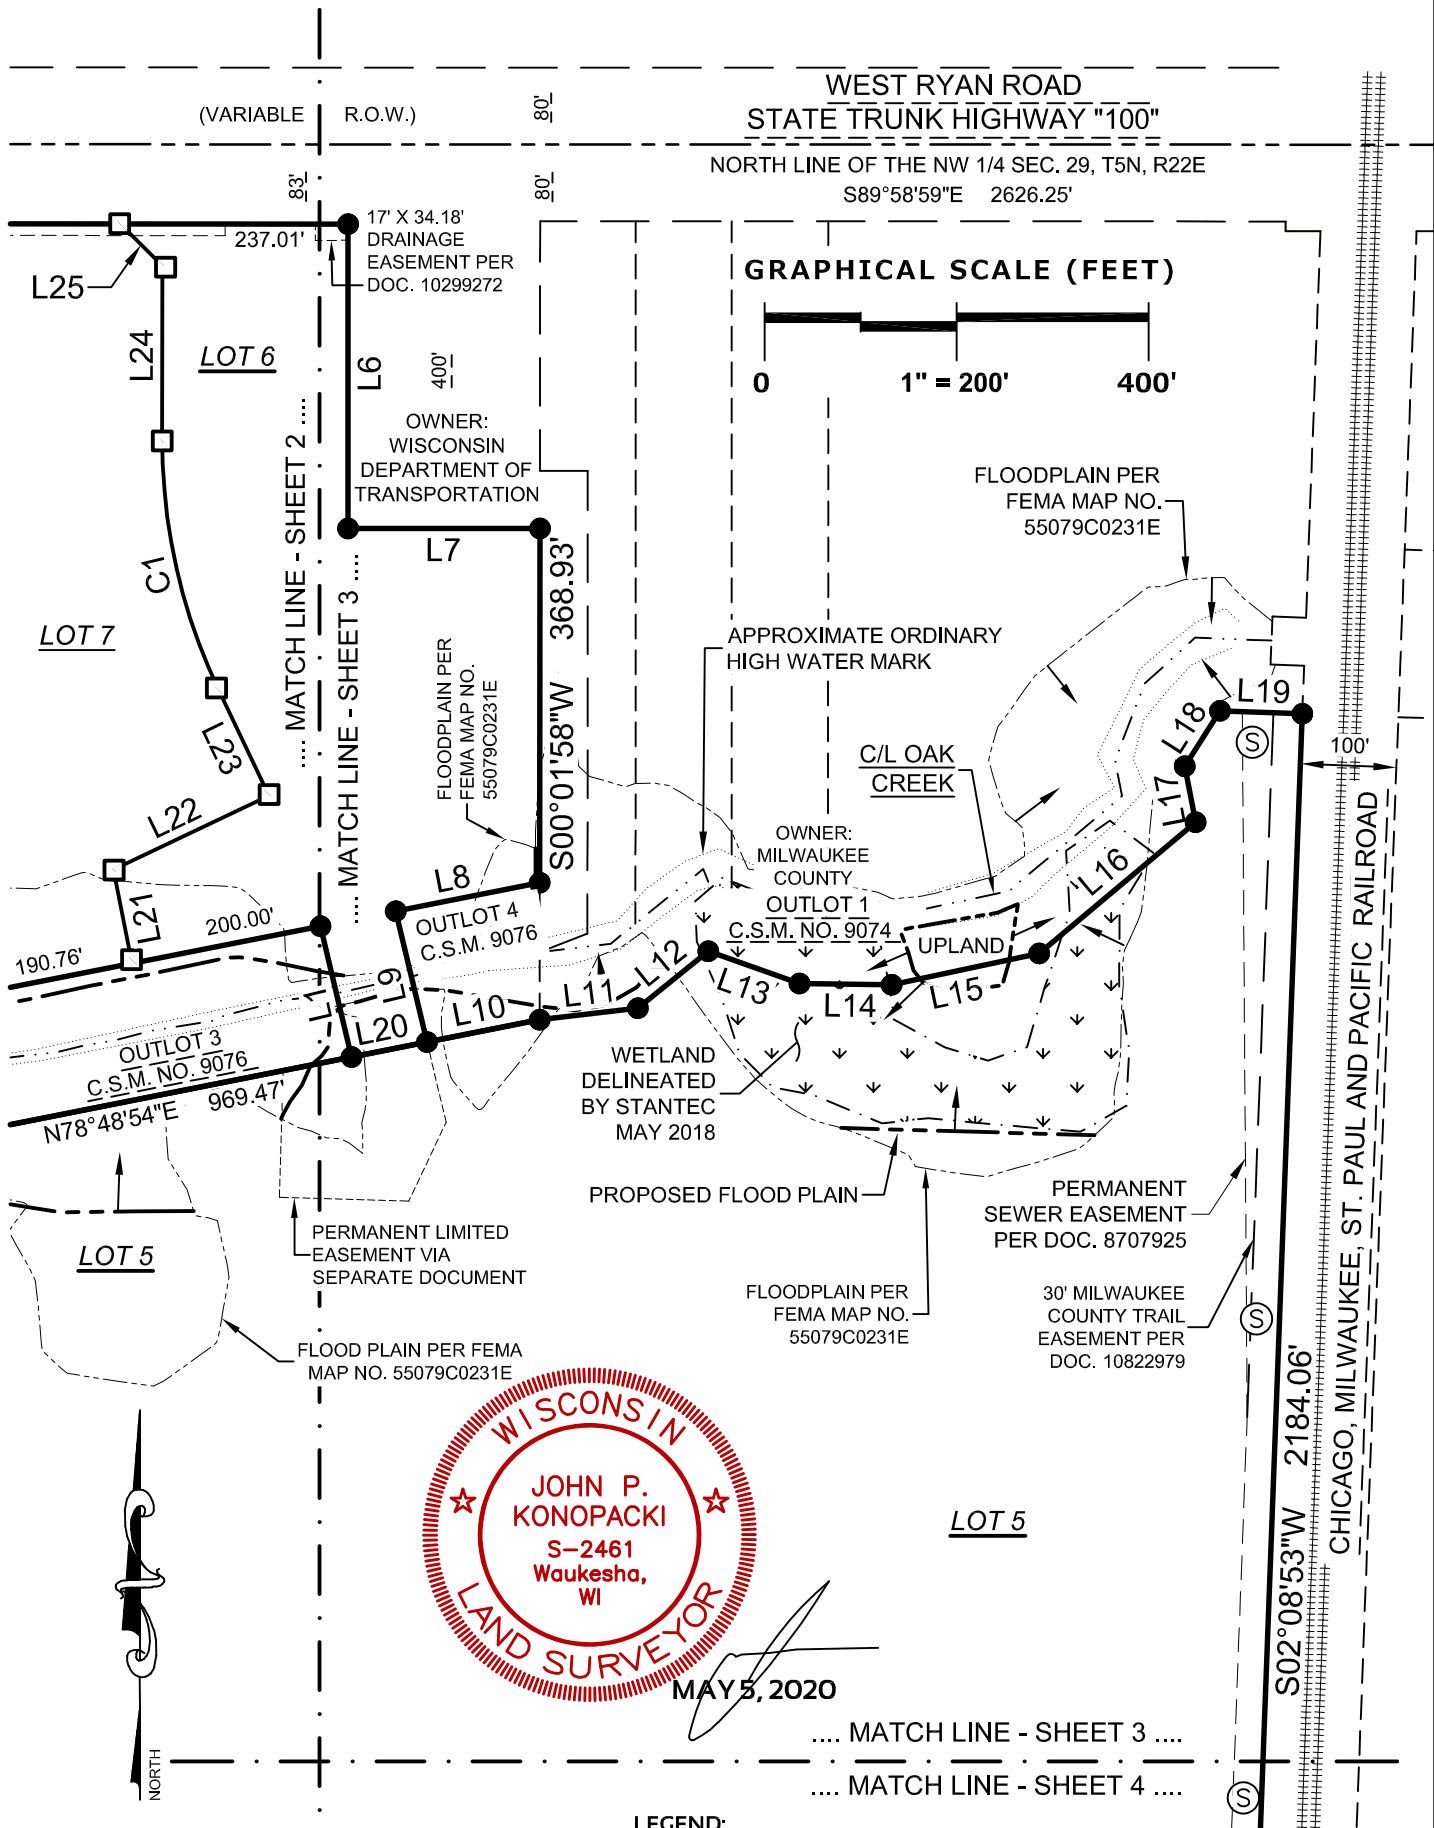 WEST RYAN ROAD
STATE TRUNK HIGHWAY "100"
(VARIABLE R.O.W.)
80'
83'
80'
NORTH LINE OF THE NW 1/4 SEC. 29, T5N, R22E
S89°58'59"E 2626.25'
237.01'
17' X 34.18'
DRAINAGE
EASEMENT PER
DOC. 10299272
GRAPHICAL SCALE (FEET)
0 1" = 200' 400'
L25
L24
LOT 6
L6
400'
OWNER:
WISCONSIN
DEPARTMENT OF
TRANSPORTATION
.... MATCH LINE - SHEET 2 ....
.... MATCH LINE - SHEET 3 ....
L7
C1
LOT 7
L23
L22
L21
FLOODPLAIN PER
FEMA MAP NO.
55079C0231E
S00°01'58"W 368.93'
FLOODPLAIN PER
FEMA MAP NO.
55079C0231E
APPROXIMATE ORDINARY
HIGH WATER MARK
C/L OAK
CREEK
OWNER:
MILWAUKEE
COUNTY
OUTLOT 1
C.S.M. NO. 9074
UPLAND
L19
L18
L17
L16
S
100'
L8
OUTLOT 4
C.S.M. 9076
200.00'
190.76'
L9
L10
L11
L12
L13
L14
L15
L20
L1
OUTLOT 3
C.S.M. NO. 9076
N78°48'54"E 969.47'
WETLAND
DELINEATED
BY STANTEC
MAY 2018
PROPOSED FLOOD PLAIN
PERMANENT
SEWER EASEMENT
PER DOC. 8707925
PERMANENT LIMITED
EASEMENT VIA
SEPARATE DOCUMENT
LOT 5
FLOODPLAIN PER
FEMA MAP NO.
55079C0231E
30' MILWAUKEE
COUNTY TRAIL
EASEMENT PER
DOC. 10822979
S
FLOOD PLAIN PER FEMA
MAP NO. 55079C0231E
CHICAGO, MILWAUKEE, ST. PAUL AND PACIFIC RAILROAD
S02°08'53"W 2184.06'
WISCONSIN
JOHN P.
KONOPACKI
S-2461
Waukesha,
WI
LAND SURVEYOR
MAY 5, 2020
LOT 5
NORTH
.... MATCH LINE - SHEET 3 ....
.... MATCH LINE - SHEET 4 ....
S
LEGEND: